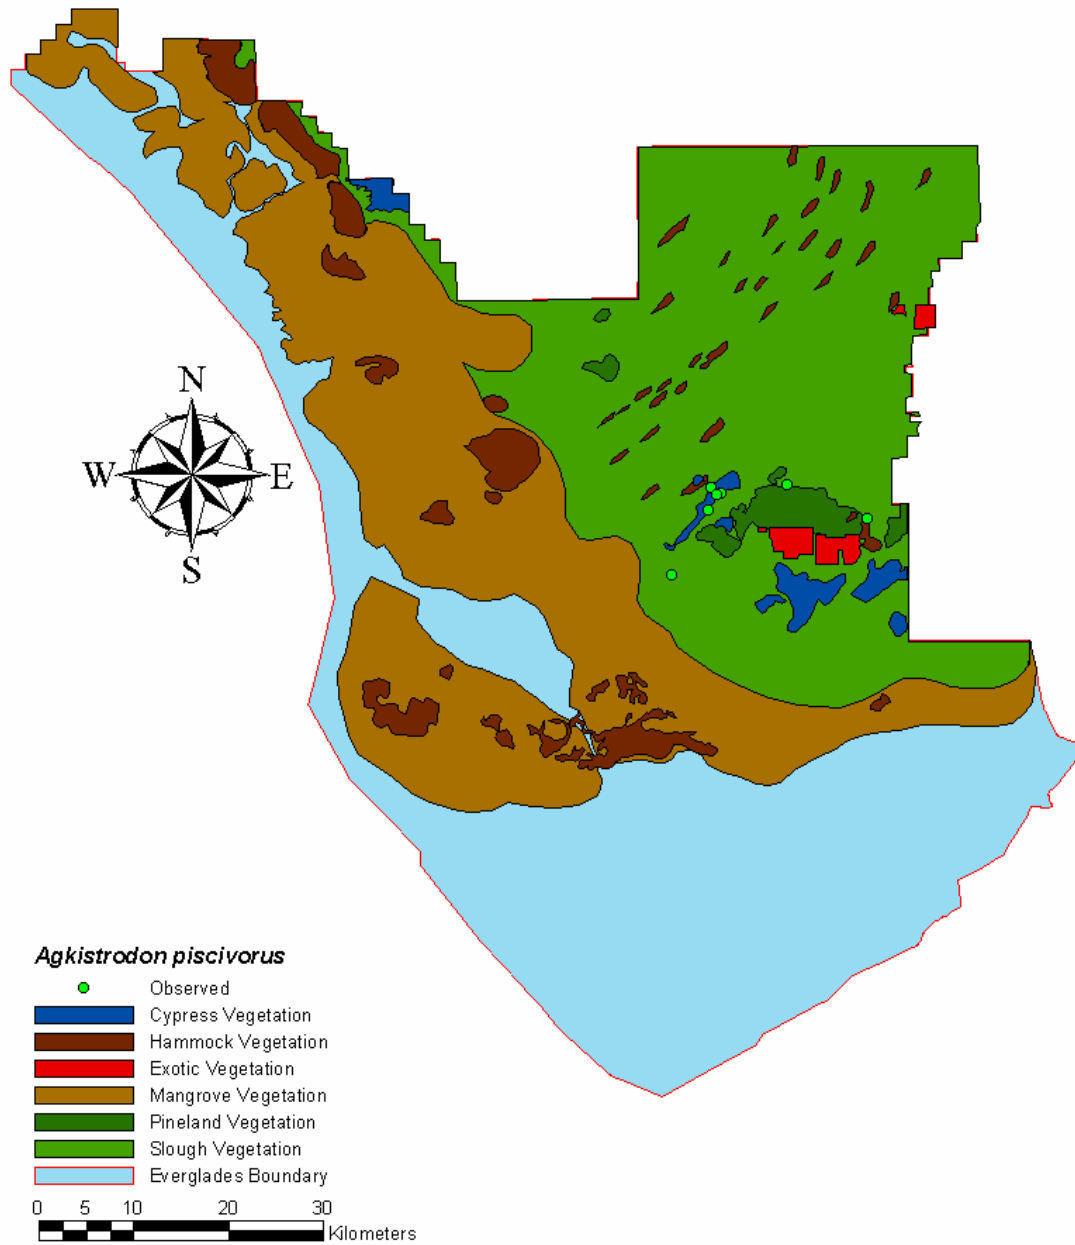 N
W
E
S
Agkistrodon piscivorus
Observed
Cypress Vegetation
Hammock Vegetation
Exotic Vegetation
Mangrove Vegetation
Pineland Vegetation
Slough Vegetation
Everglades Boundary
0 5 10 20 30
Kilometers